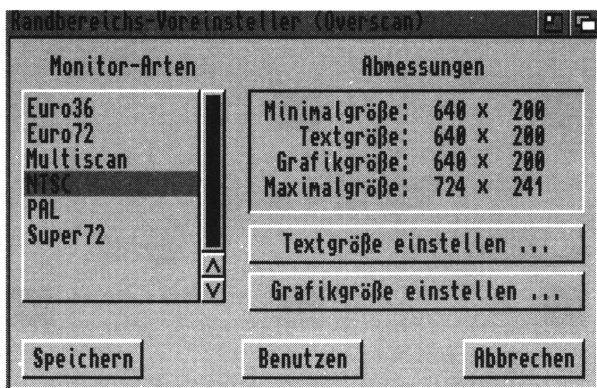 Randbereichs-Voreinsteller (Overscan)
Monitor-Arten
Euro36
Euro72
Multiscan
NTSC
PAL
Super72
Abmessungen
Minimalgröße: 640 x 200
Textgröße: 640 x 200
Grafikgröße: 640 x 200
Maximalgröße: 724 x 241
Textgröße einstellen ...
Grafikgröße einstellen ...
Speichern
Benutzen
Abbrechen